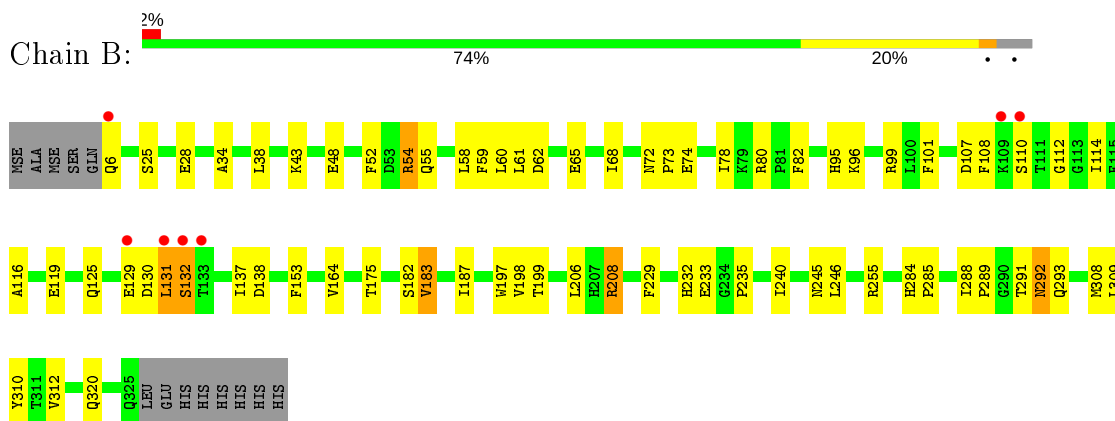 2%
Chain B:
74% 20% • •
MSE ALA MSE SER GLN Q6 S25 E28 A34 L38 K43 E48 F52 D53 R54 Q55 L58 F59 L60 L61 D62 E65 I68 N72 P73 E74 I78 K79 R80 P81 F82 H95 K96 R99 L100 F101 D107 F108 K109 S110 T111 G112 G113 I114 E115
A116 E119 Q125 E129 D130 L131 S132 T133 I137 D138 F153 V164 T175 S182 V183 I187 W197 V198 T199 L206 H207 R208 F229 H232 E233 G234 P235 I240 N245 L246 R255 H284 P285 I288 P289 G290 T291 N292 Q293 M308 L309
Y310 T311 V312 Q320 Q325 LEU GLU HIS HIS HIS HIS HIS HIS